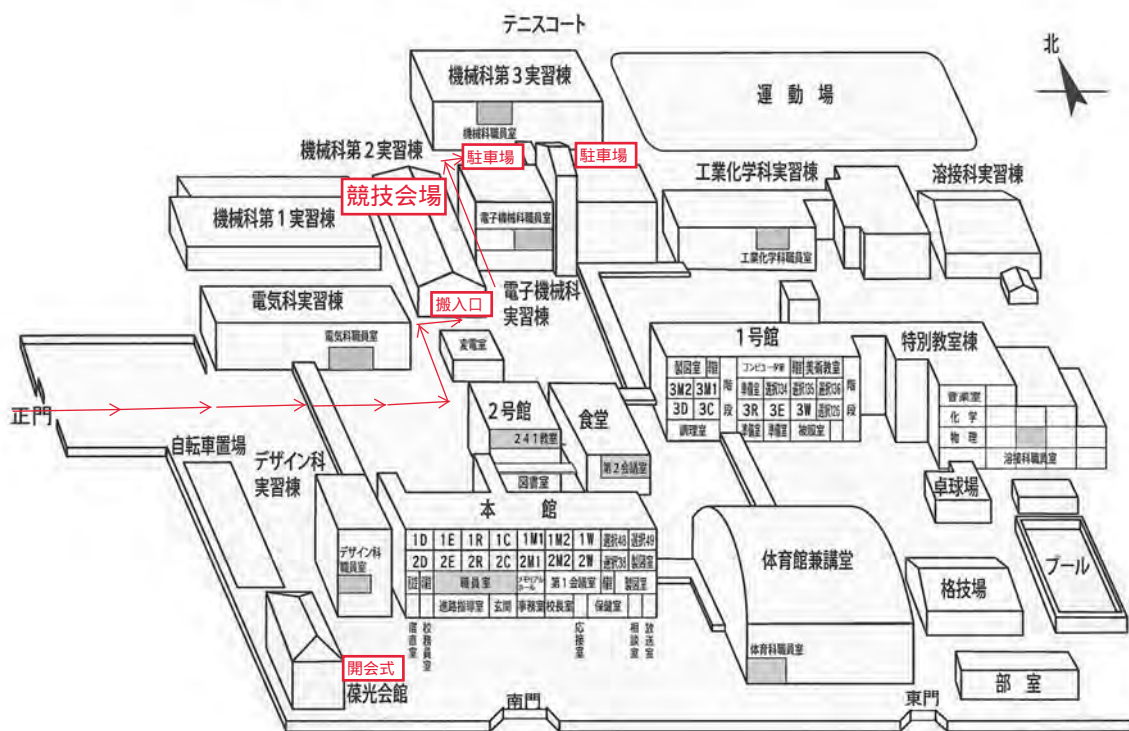 テニスコート
北
機械科第3実習棟
運動場
機械科職員室
機械科第2実習棟
駐車場
駐車場
工業化学科実習棟
溶接科実習棟
競技会場
機械科第1実習棟
電子機械科職員室
工業化学科職員室
搬入口
電子機械科
実習棟
電気科実習棟
電気科職員室
変電室
1号館
特別教室棟
製図室 階 コンピュータ室 階 美術教室
3M2 3M1 階 準備室 選択134 選択135 選択136 階
3D 3C 段 3R 3E 3W 選択126 段
調理室 準備室 準備室 被服室
音楽室
化学
物理
溶接科職員室
正門
2号館
241教室
図書室
食堂
第2会議室
自転車置場
デザイン科
実習棟
デザイン科
職員室
本館
1D 1E 1R 1C 1M1 1M2 1W 選択48 選択49
2D 2E 2R 2C 2M1 2M2 2W 選択38 製図室
職員室 メモリアルホール 第1会議室 階段 製図室
進路指導室 玄関 事務室 校長室 保健室
宿直室
校務員室
応接室
相談室
放送室
卓球場
体育館兼講堂
格技場
プール
体育科職員室
部室
開会式
葆光会館
南門
東門